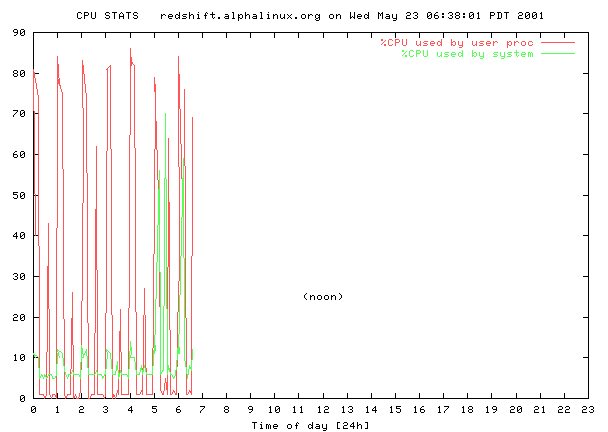 CPU STATS   redshift.alphalinux.org on Wed May 23 06:38:01 PDT 2001
%CPU used by user proc
%CPU used by system
90
80
70
60
50
40
30
20
10
0
(noon)
0 1 2 3 4 5 6 7 8 9 10 11 12 13 14 15 16 17 18 19 20 21 22 23
Time of day [24h]